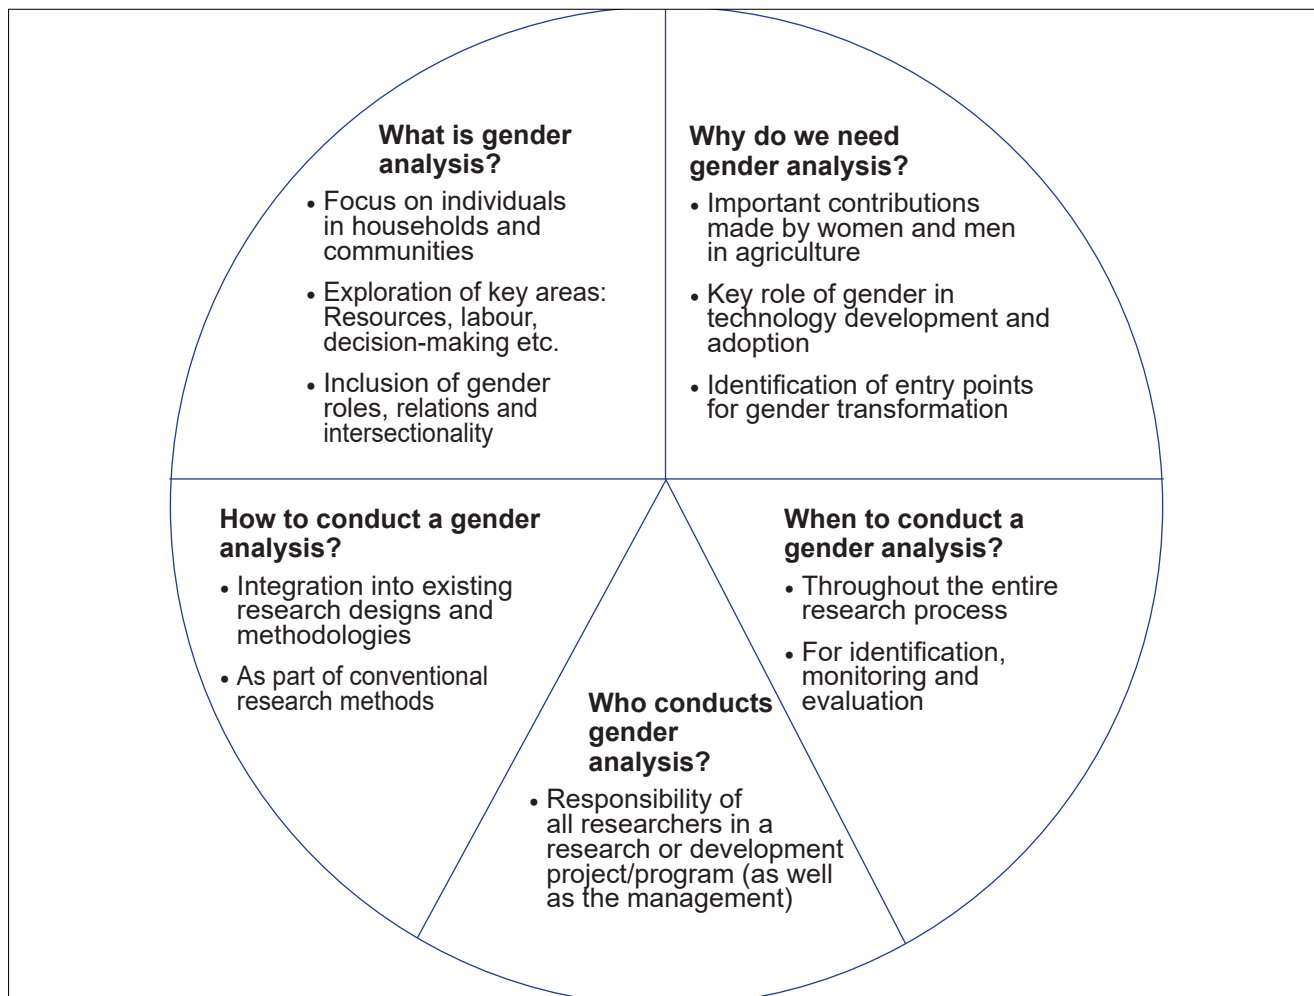 What is gender
analysis?
• Focus on individuals
in households and
communities
• Exploration of key areas:
Resources, labour,
decision-making etc.
• Inclusion of gender
roles, relations and
intersectionality
Why do we need
gender analysis?
• Important contributions
made by women and men
in agriculture
• Key role of gender in
technology development and
adoption
• Identification of entry points
for gender transformation
How to conduct a gender
analysis?
• Integration into existing
research designs and
methodologies
• As part of conventional
research methods
Who conducts
gender
analysis?
• Responsibility of
all researchers in a
research or development
project/program (as well
as the management)
When to conduct a
gender analysis?
• Throughout the entire
research process
• For identification,
monitoring and
evaluation